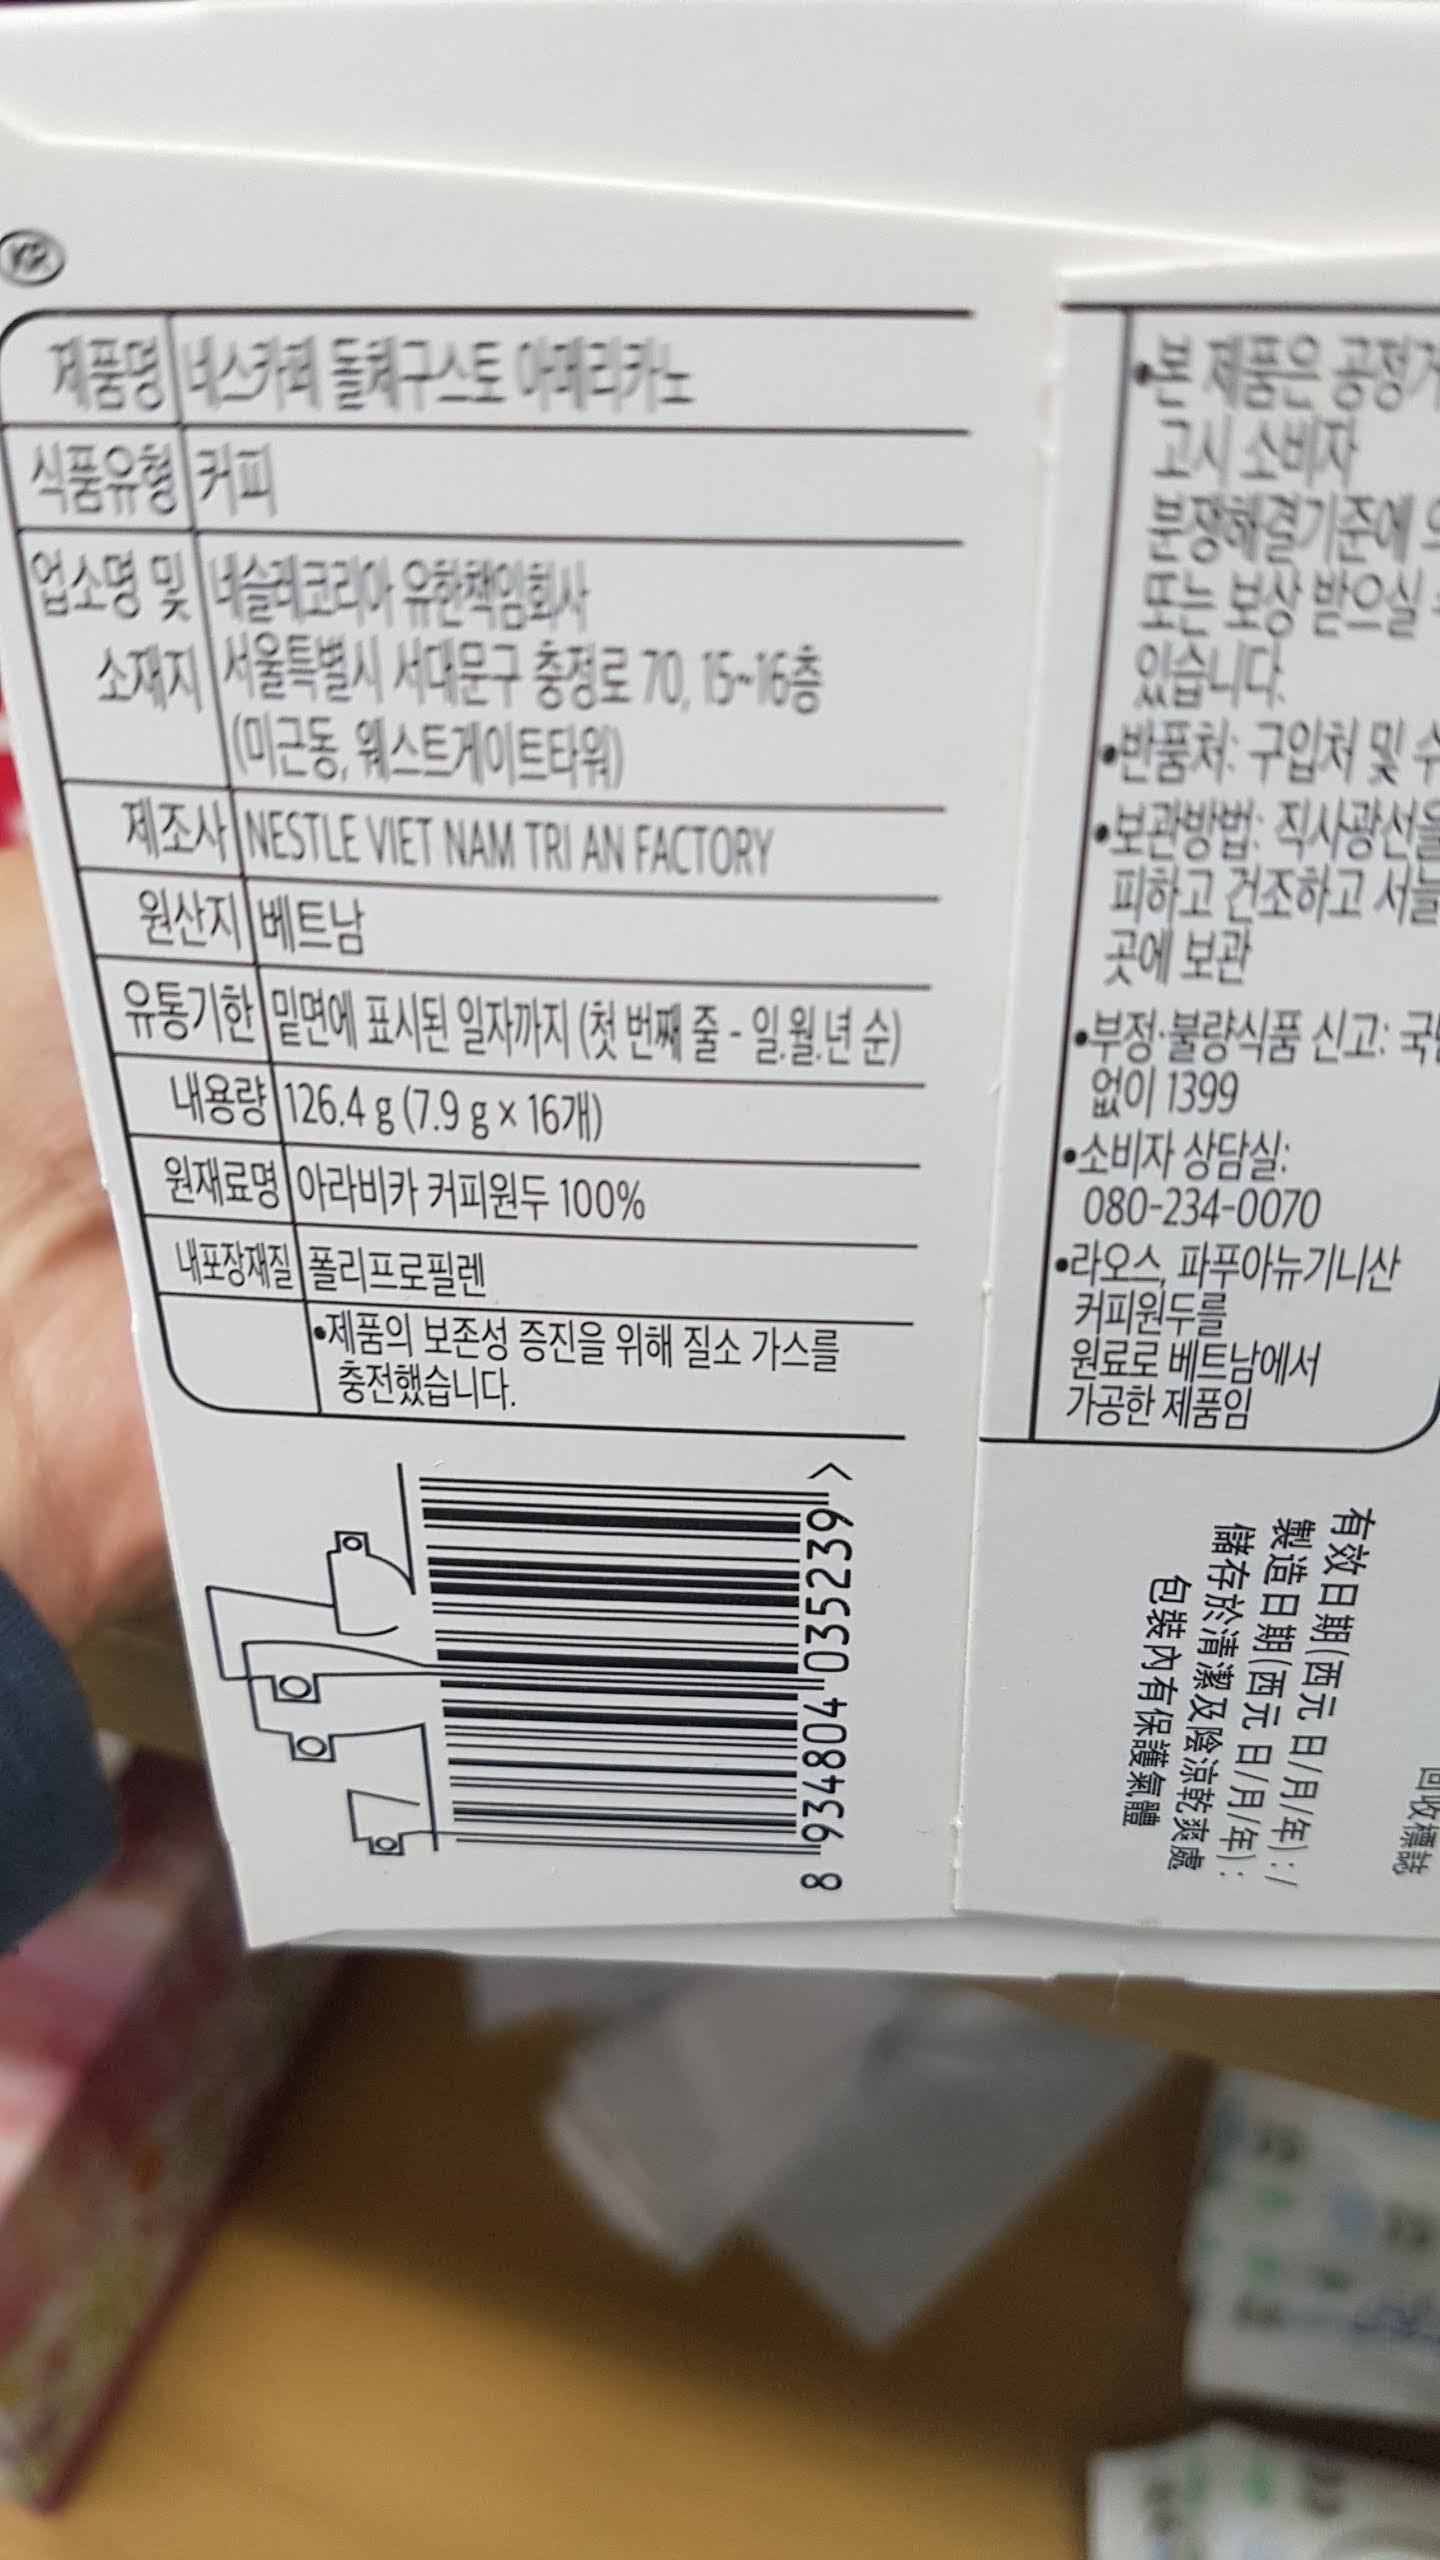 제품명 네스카페 돌체구스토 아메리카노
식품유형 커피
업소명 및 네슬레코리아 유한책임회사
소재지 서울특별시 서대문구 충정로 70, 15~16층
(미근동, 웨스트게이트타워)
제조사 NESTLE VIET NAM TRI AN FACTORY
원산지 베트남
유통기한 밑면에 표시된 일자까지 (첫 번째 줄 - 일.월.년 순)
내용량 126.4 g (7.9 g × 16개)
원재료명 아라비카 커피원두 100%
내포장재질 폴리프로필렌
•제품의 보존성 증진을 위해 질소 가스를
충전했습니다.
8 934804 035239 >
•본 제품은 공정거
고시 소비자
분쟁해결기준에 의
또는 보상 받으실 수
있습니다.
•반품처: 구입처 및
•보관방법: 직사광선을
피하고 건조하고 서늘
곳에 보관
•부정·불량식품 신고: 국번
없이 1399
•소비자 상담실:
080-234-0070
•라오스, 파푸아뉴기니산
커피원두를
원료로 베트남에서
가공한 제품임
有效日期(西元 日/月/年):/
製造日期(西元 日/月/年):
儲存於清潔及陰涼乾爽處
包裝內有保護氣體
回收標誌